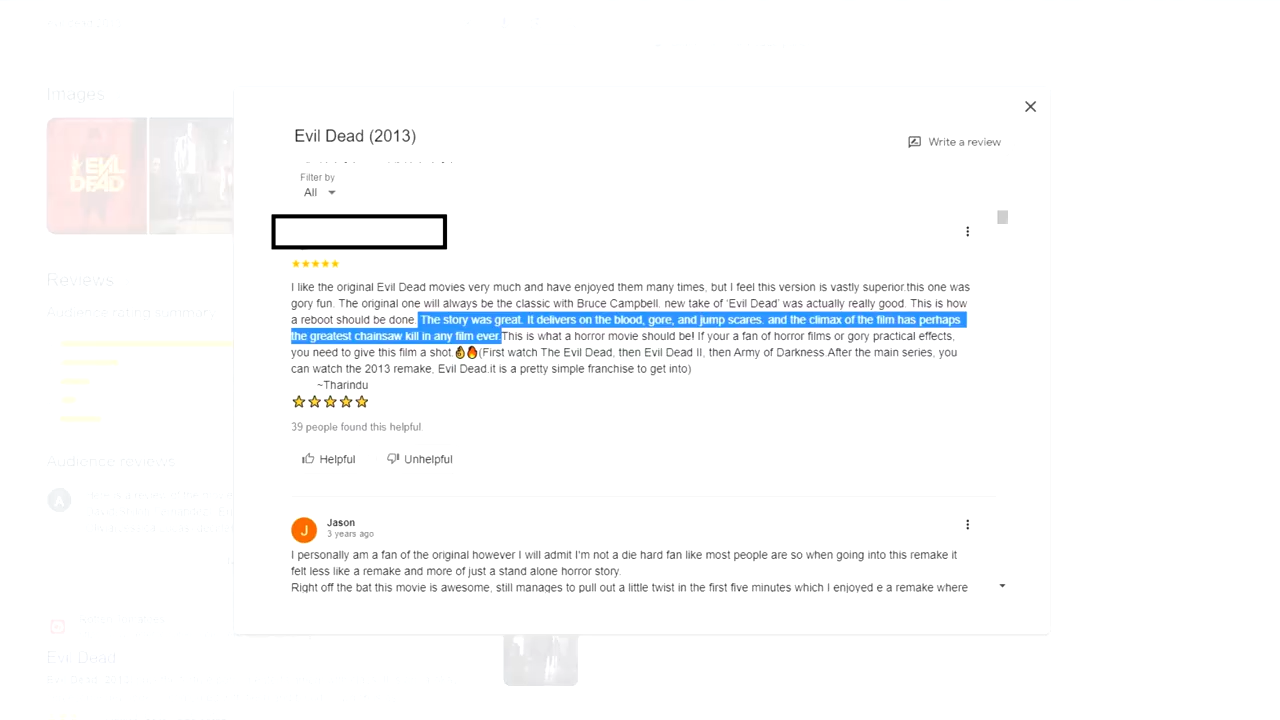 Images
EVIL
DEAD
Evil Dead (2013)
Write a review
Filter by
All
I like the original Evil Dead movies very much and have enjoyed them many times, but I feel this version is vastly superior.this one was
gory fun. The original one will always be the classic with Bruce Campbell. new take of ‘Evil Dead’ was actually really good. This is how
a reboot should be done. The story was great. It delivers on the blood, gore, and jump scares. and the climax of the film has perhaps
the greatest chainsaw kill in any film ever.This is what a horror movie should be! If your a fan of horror films or gory practical effects,
you need to give this film a shot.👌🔥(First watch The Evil Dead, then Evil Dead II, then Army of Darkness.After the main series, you
can watch the 2013 remake, Evil Dead.it is a pretty simple franchise to get into)
~Tharindu
39 people found this helpful.
Helpful Unhelpful
J
Jason
3 years ago
I personally am a fan of the original however I will admit I'm not a die hard fan like most people are so when going into this remake it
felt less like a remake and more of just a stand alone horror story.
Right off the bat this movie is awesome, still manages to pull out a little twist in the first five minutes which I enjoyed e a remake where
Reviews
Audience rating summary
Audience reviews
A
Evil Dead